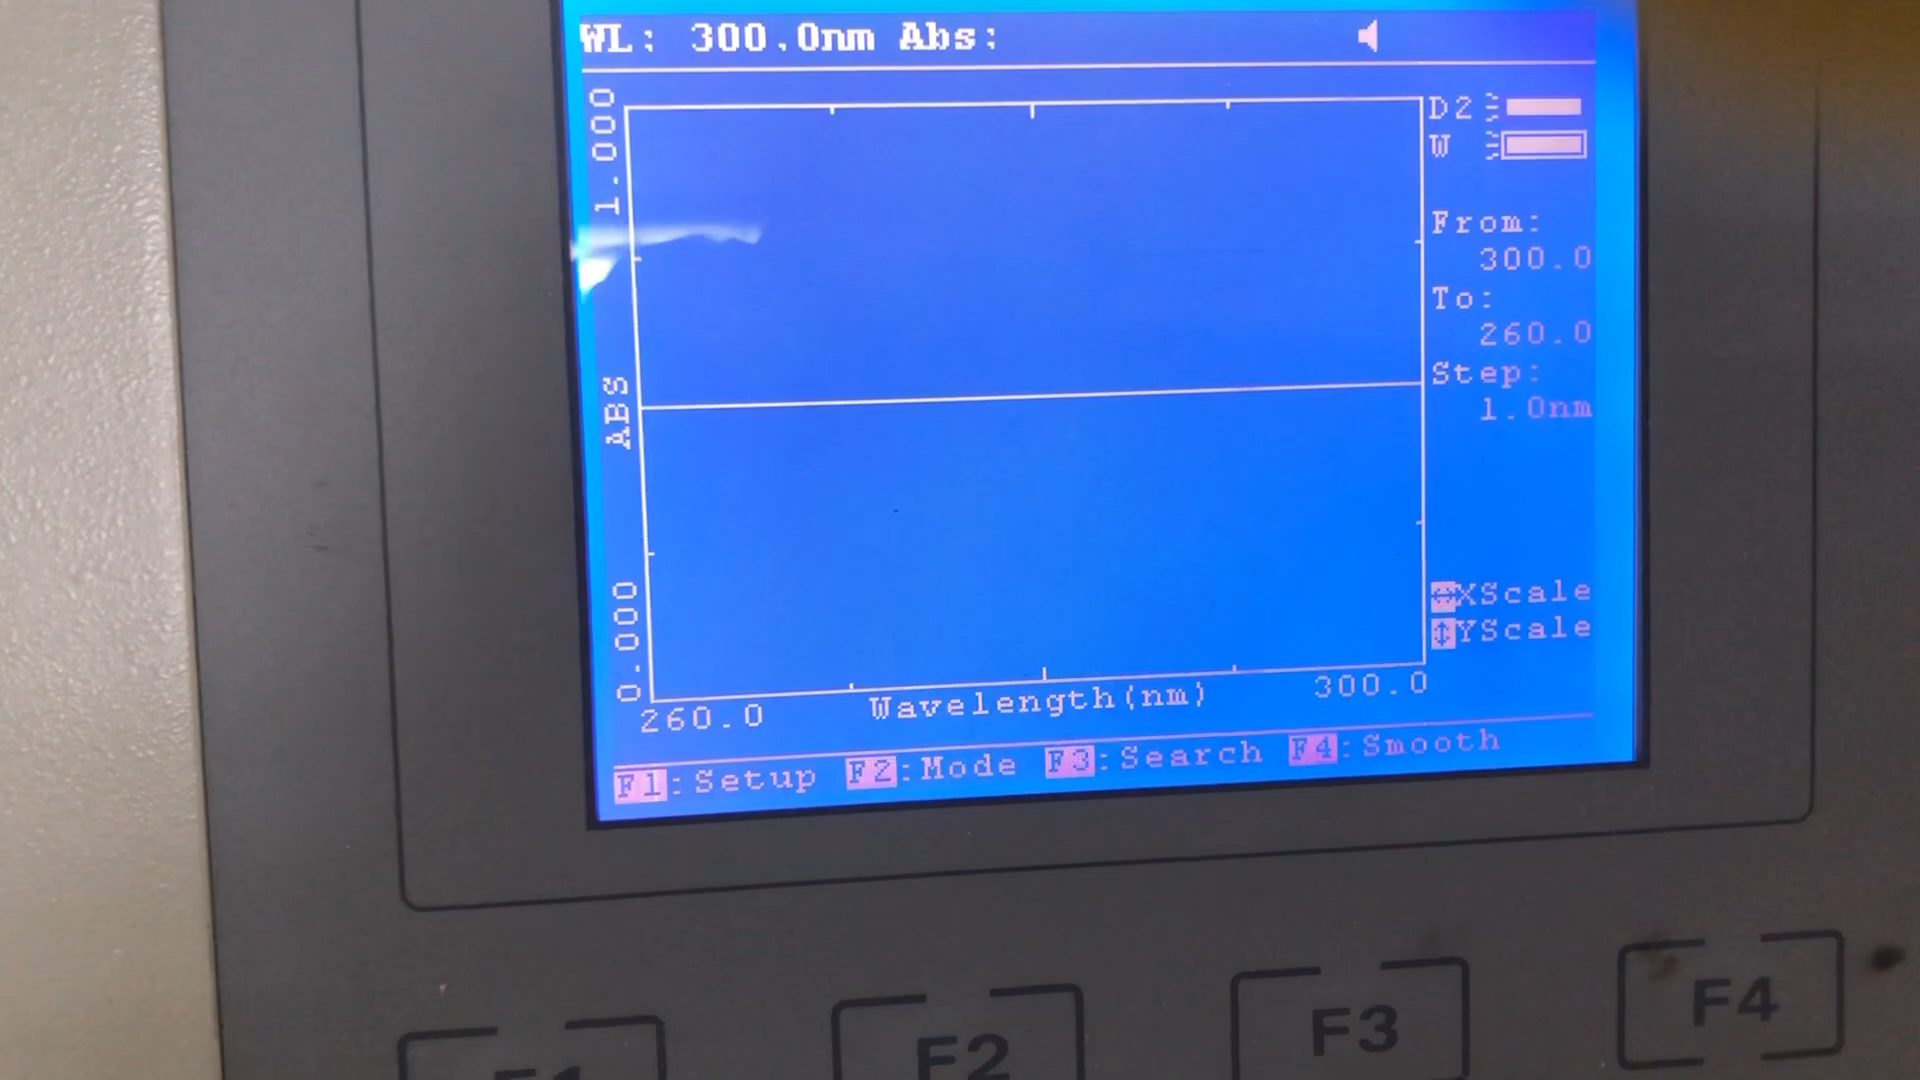 WL: 300.0nm Abs:
1.000
ABS
0.000
D2
W
From:
300.0
To:
260.0
Step:
1.0nm
XScale
YScale
260.0 Wavelength(nm) 300.0
F1:Setup F2:Mode F3:Search F4:Smooth
F1 F2 F3 F4